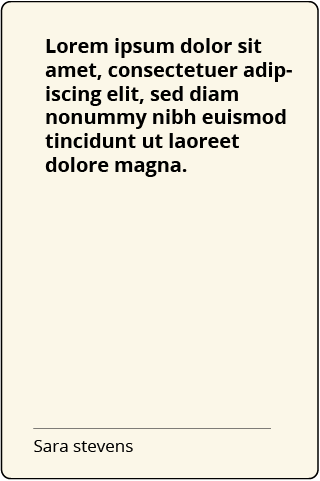 Lorem ipsum dolor sit
amet, consectetuer adip-
iscing elit, sed diam
nonummy nibh euismod
tincidunt ut laoreet
dolore magna.
Sara stevens